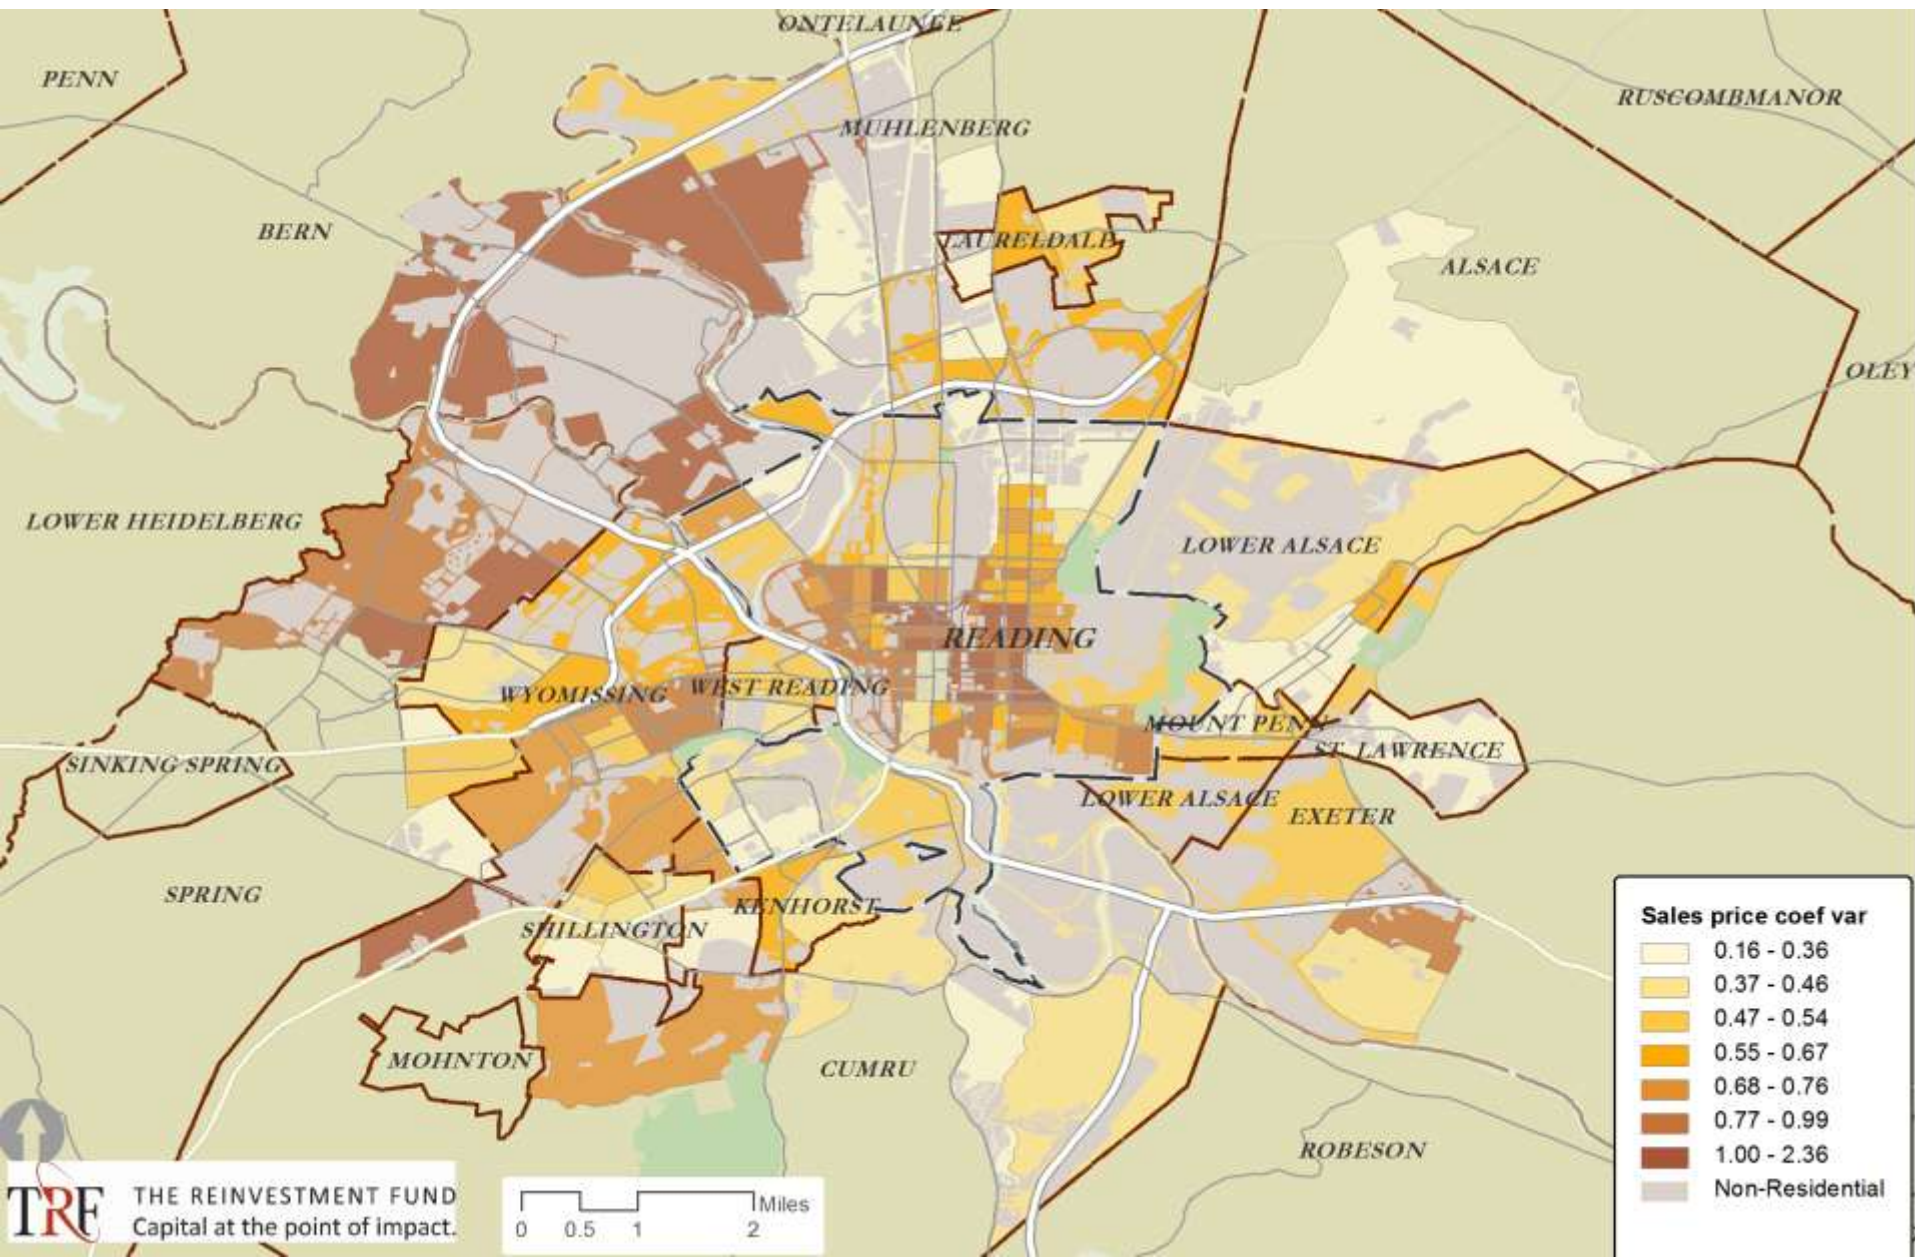 ONTELAUNEE
PENN
RUSCOMBMANOR
MUHLENBERG
BERN
LAURELDALE
ALSACE
OLEY
LOWER HEIDELBERG
LOWER ALSACE
READING
WYOMISSING
WEST READING
MOUNT PENN
ST. LAWRENCE
SINKING SPRING
LOWER ALSACE
EXETER
SPRING
KENHORST
SHILLINGTON
MOHNTON
CUMRU
ROBESON
Sales price coef var
0.16 - 0.36
0.37 - 0.46
0.47 - 0.54
0.55 - 0.67
0.68 - 0.76
0.77 - 0.99
1.00 - 2.36
Non-Residential
TRF
THE REINVESTMENT FUND
Capital at the point of impact.
Miles
0 0.5 1 2